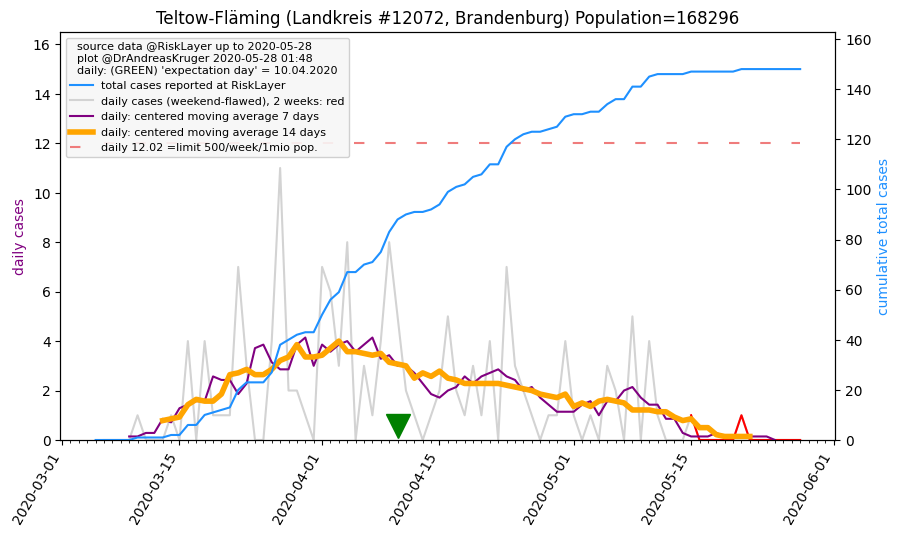 Teltow-Fläming (Landkreis #12072, Brandenburg) Population=168296
source data @RiskLayer up to 2020-05-28
plot @DrAndreasKruger 2020-05-28 01:48
daily: (GREEN) 'expectation day' = 10.04.2020
total cases reported at RiskLayer
daily cases (weekend-flawed), 2 weeks: red
daily: centered moving average 7 days
daily: centered moving average 14 days
daily 12.02 =limit 500/week/1mio pop.
daily cases
16
14
12
10
8
6
4
2
0
160
140
120
100
80
60
40
20
0
cumulative total cases
2020-03-01
2020-03-15
2020-04-01
2020-04-15
2020-05-01
2020-05-15
2020-06-01